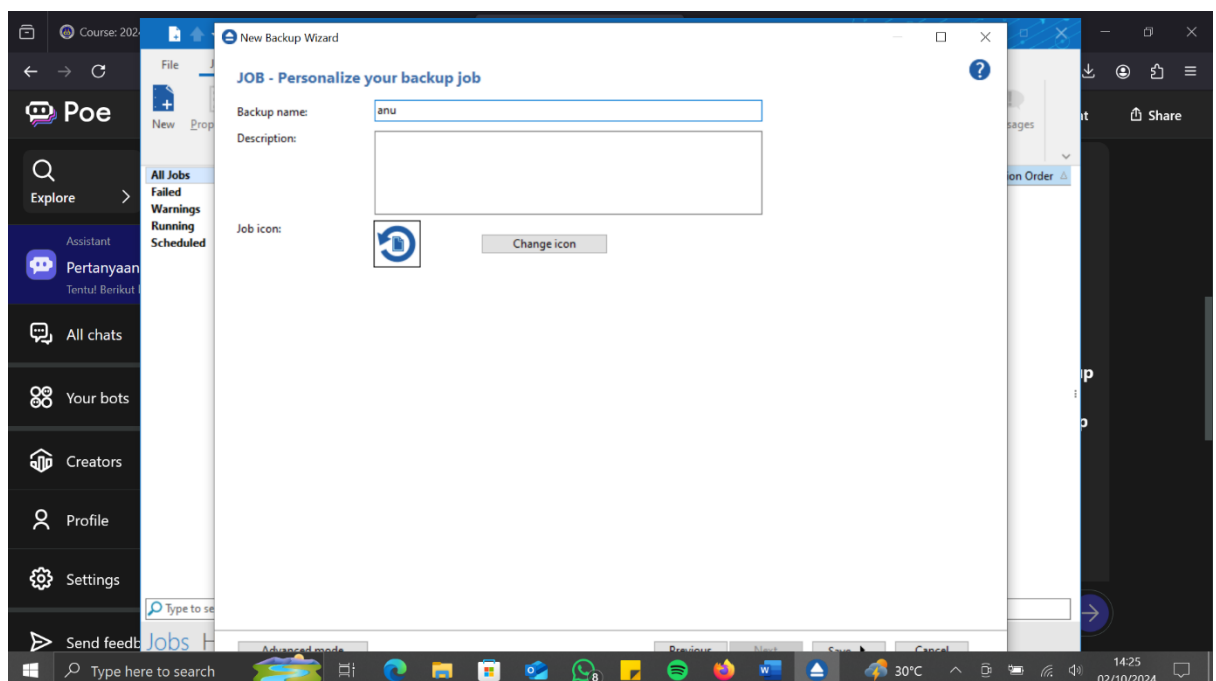 Course: 202
New Backup Wizard
File
JOB - Personalize your backup job
Poe
Backup name:
anu
New
Prop
sages
Share
Description:
Explore
All Jobs
ion Order
Failed
Warnings
Running
Job icon:
Change icon
Scheduled
Assistant
Pertanyaan
Tentu! Berikut
All chats
Your bots
Creators
Profile
Settings
Type to se
Send feedb
Jobs H
Advanced mode
Previous
Next
Save
Cancel
Type here to search
8
30°C
14:25
02/10/2024